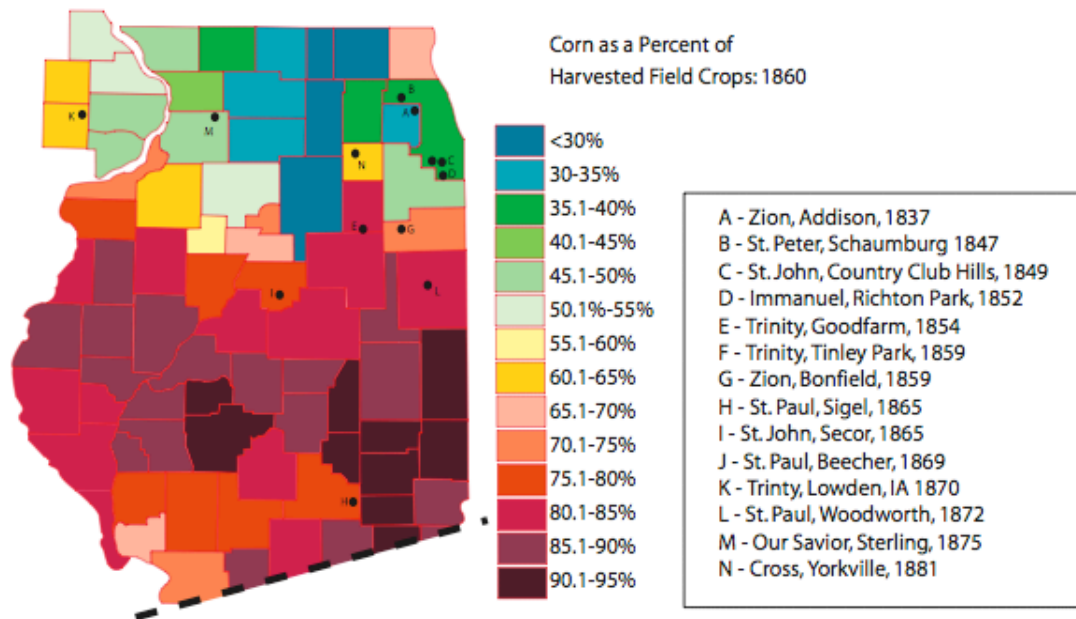 Corn as a Percent of
Harvested Field Crops: 1860
<30%
30-35%
35.1-40%
40.1-45%
45.1-50%
50.1%-55%
55.1-60%
60.1-65%
65.1-70%
70.1-75%
75.1-80%
80.1-85%
85.1-90%
90.1-95%
A - Zion, Addison, 1837
B - St. Peter, Schaumburg 1847
C - St. John, Country Club Hills, 1849
D - Immanuel, Richton Park, 1852
E - Trinity, Goodfarm, 1854
F - Trinity, Tinley Park, 1859
G - Zion, Bonfield, 1859
H - St. Paul, Sigel, 1865
I - St. John, Secor, 1865
J - St. Paul, Beecher, 1869
K - Trinty, Lowden, IA 1870
L - St. Paul, Woodworth, 1872
M - Our Savior, Sterling, 1875
N - Cross, Yorkville, 1881
B
A
K
M
N
C
D
E
G
L
I
H